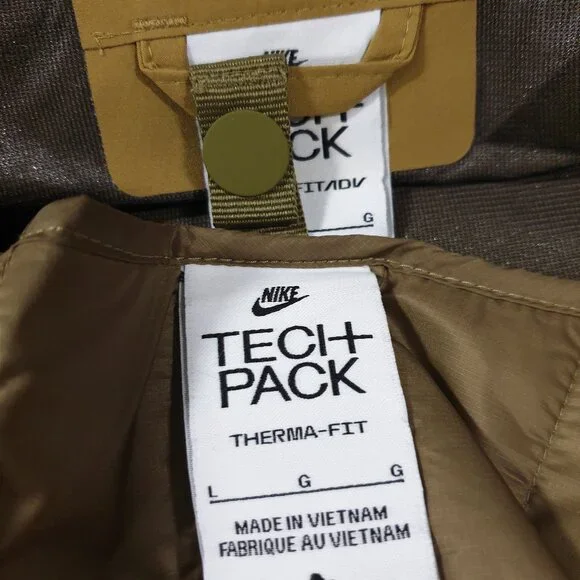 NIKE
PACK
FIT/ADV
G
NIKE
TECH
PACK
THERMA-FIT
L G G
MADE IN VIETNAM
FABRIQUE AU VIETNAM